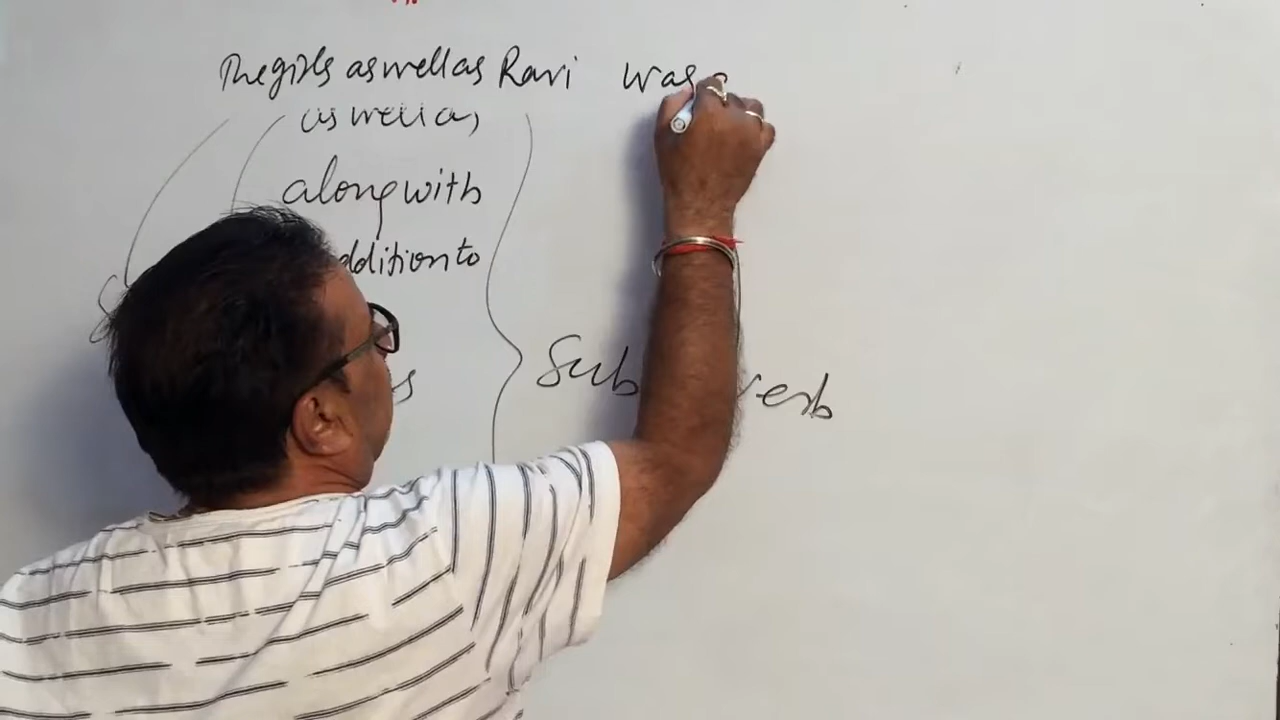 The girls as well as Ravi was
as well as
along with
ddition to
Sub verb